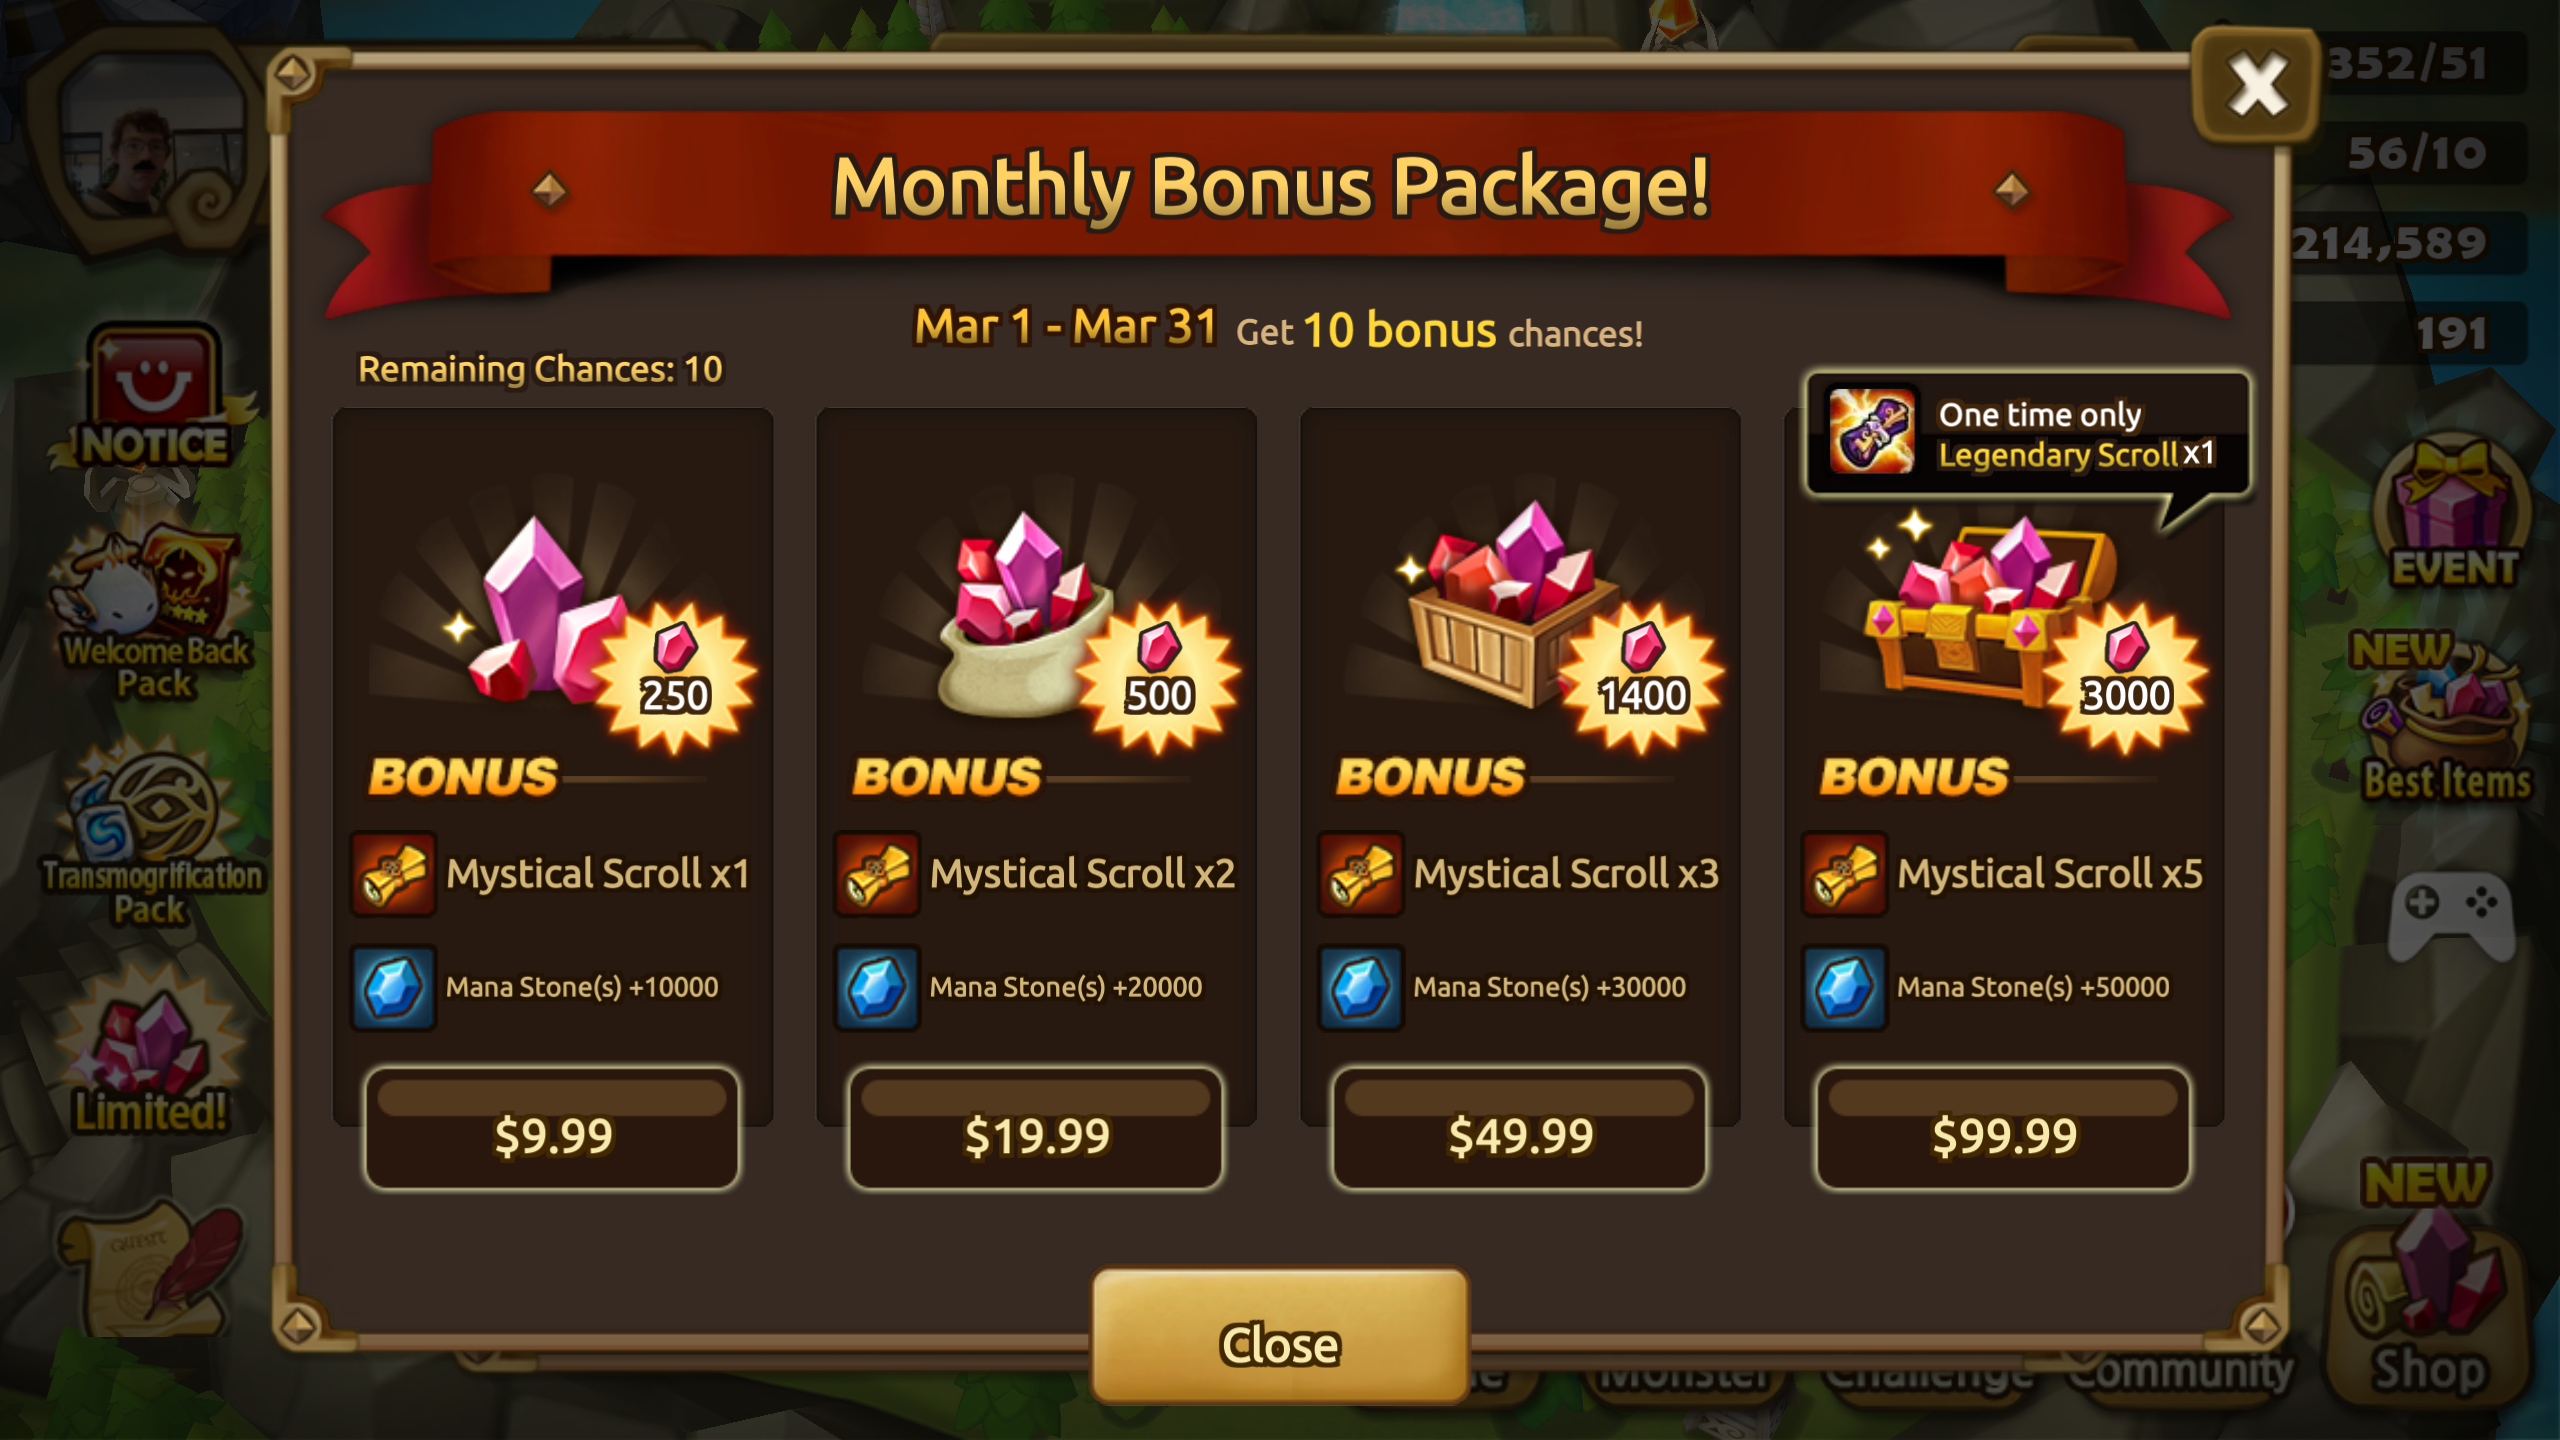 352/51
56/10
214,589
191
Monthly Bonus Package!
Mar 1 - Mar 31 Get 10 bonus chances!
Remaining Chances: 10
One time only
Legendary Scroll x1
250
500
1400
3000
BONUS
BONUS
BONUS
BONUS
Mystical Scroll x1
Mystical Scroll x2
Mystical Scroll x3
Mystical Scroll x5
Mana Stone(s) +10000
Mana Stone(s) +20000
Mana Stone(s) +30000
Mana Stone(s) +50000
$9.99
$19.99
$49.99
$99.99
Close
NOTICE
Welcome Back
Pack
Transmogrification
Pack
Limited!
QUEST
EVENT
NEW
Best Items
NEW
Shop
Monster
Challenge
Community